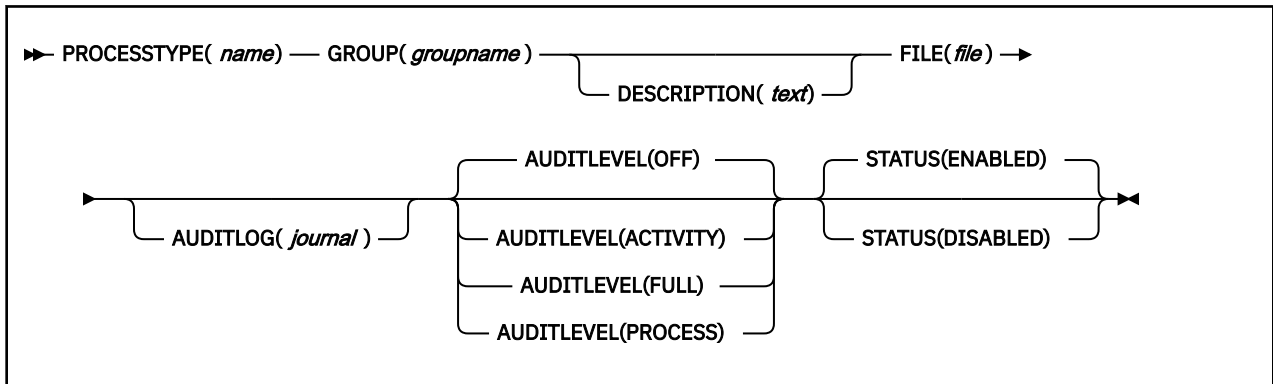 PROCESSTYPE( name) GROUP( groupname ) FILE( file )
DESCRIPTION( text)
AUDITLEVEL(OFF) STATUS(ENABLED)
AUDITLOG( journal ) AUDITLEVEL(ACTIVITY) STATUS(DISABLED)
AUDITLEVEL(FULL)
AUDITLEVEL(PROCESS)